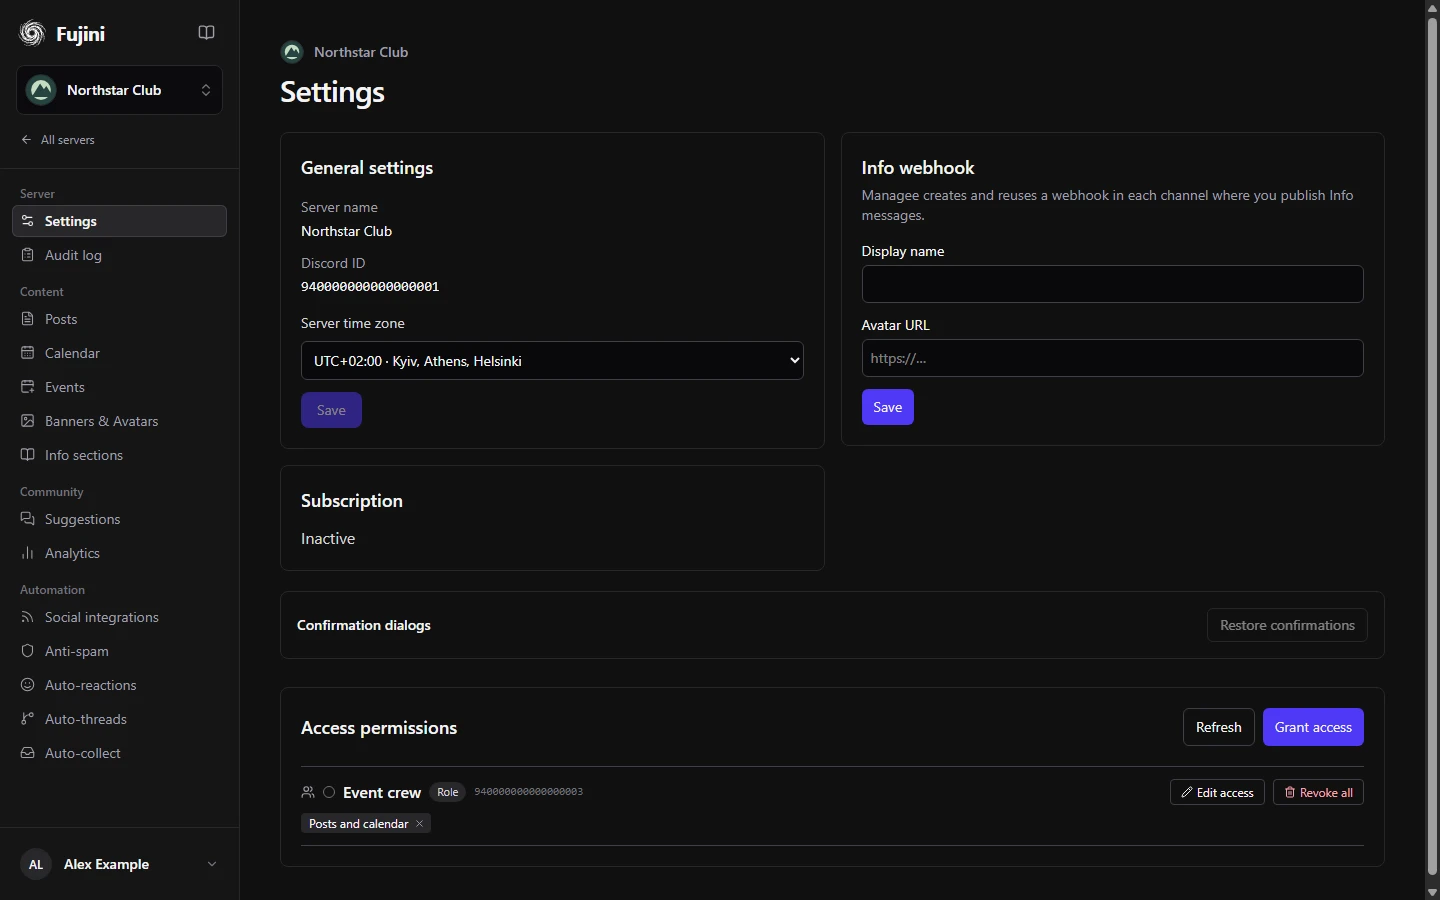 Fujini
Northstar Club
All servers
Server
Settings
Audit log
Content
Posts
Calendar
Events
Banners & Avatars
Info sections
Community
Suggestions
Analytics
Automation
Social integrations
Anti-spam
Auto-reactions
Auto-threads
Auto-collect
AL
Alex Example
Northstar Club
Settings
General settings
Server name
Northstar Club
Discord ID
940000000000000001
Server time zone
UTC+02:00 · Kyiv, Athens, Helsinki
Save
Info webhook
Managee creates and reuses a webhook in each channel where you publish Info
messages.
Display name
Avatar URL
https://...
Save
Subscription
Inactive
Confirmation dialogs
Restore confirmations
Access permissions
Refresh
Grant access
Event crew
Role
940000000000000003
Edit access
Revoke all
Posts and calendar